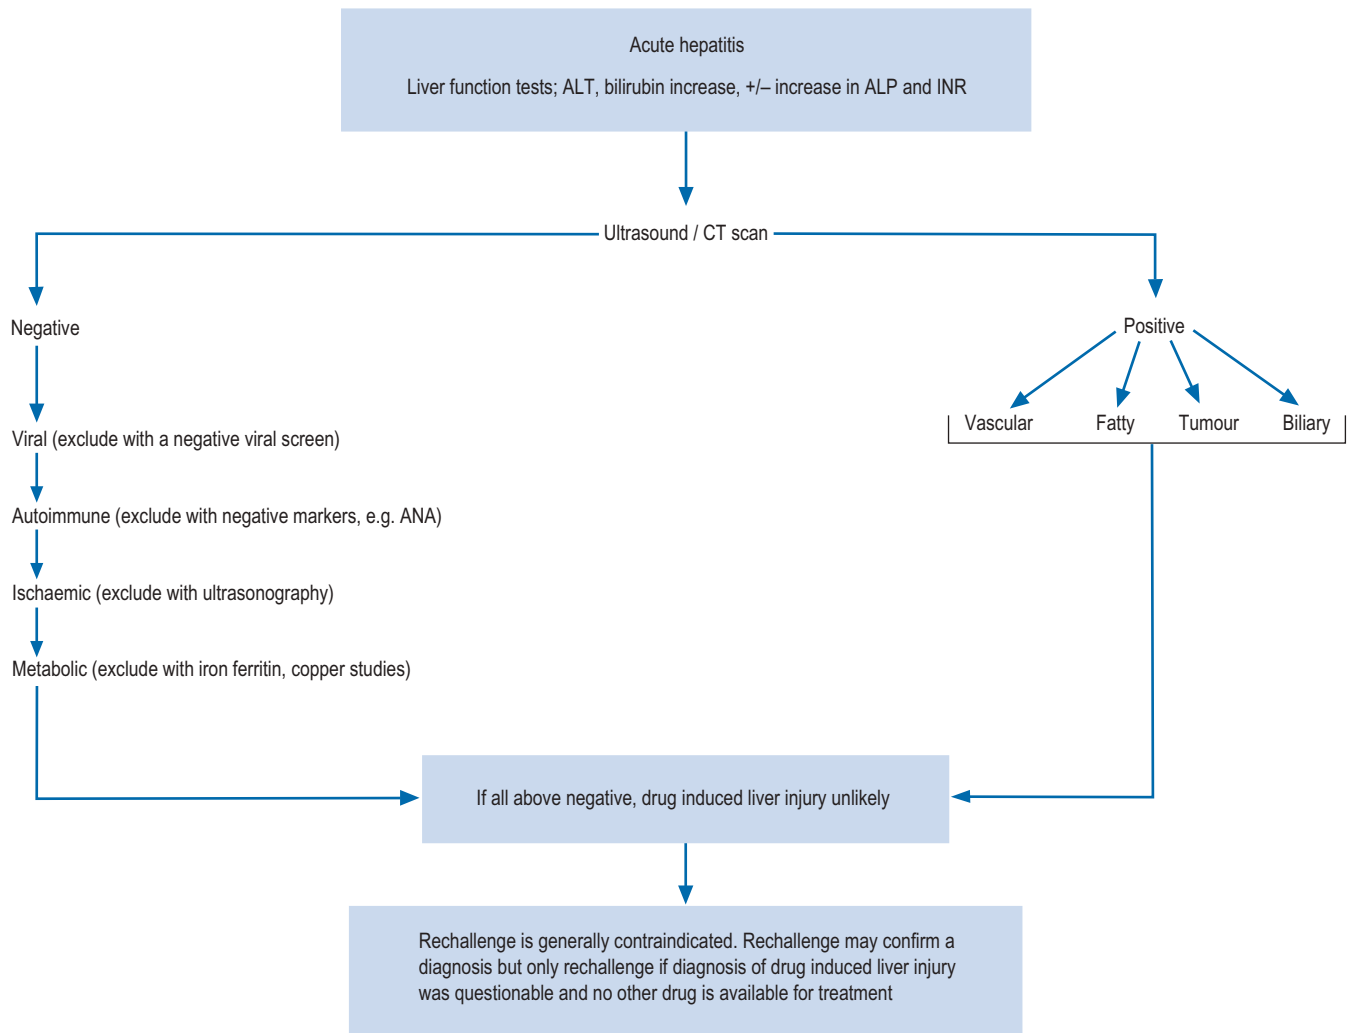 Acute hepatitis
Liver function tests; ALT, bilirubin increase, +/– increase in ALP and INR
Ultrasound / CT scan
Negative
Positive
Vascular
Fatty
Tumour
Biliary
Viral (exclude with a negative viral screen)
Autoimmune (exclude with negative markers, e.g. ANA)
Ischaemic (exclude with ultrasonography)
Metabolic (exclude with iron ferritin, copper studies)
If all above negative, drug induced liver injury unlikely
Rechallenge is generally contraindicated. Rechallenge may confirm a
diagnosis but only rechallenge if diagnosis of drug induced liver injury
was questionable and no other drug is available for treatment